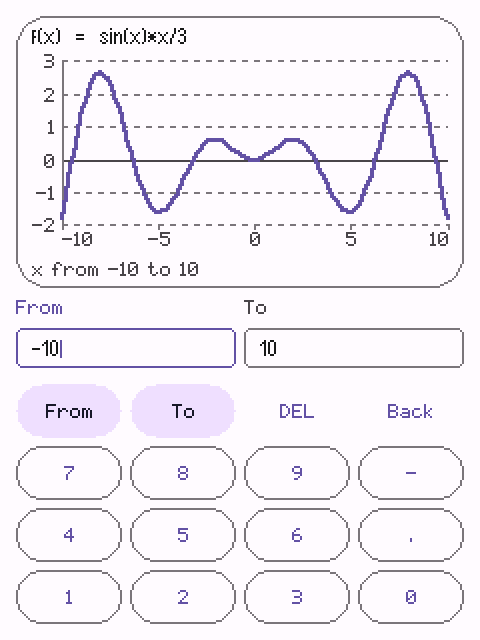 f(x) = sin(x)*x/3
3
2
1
0
-1
-2
-10 -5 0 5 10
x from -10 to 10
From To
-10 10
From To DEL Back
7 8 9 -
4 5 6 .
1 2 3 0